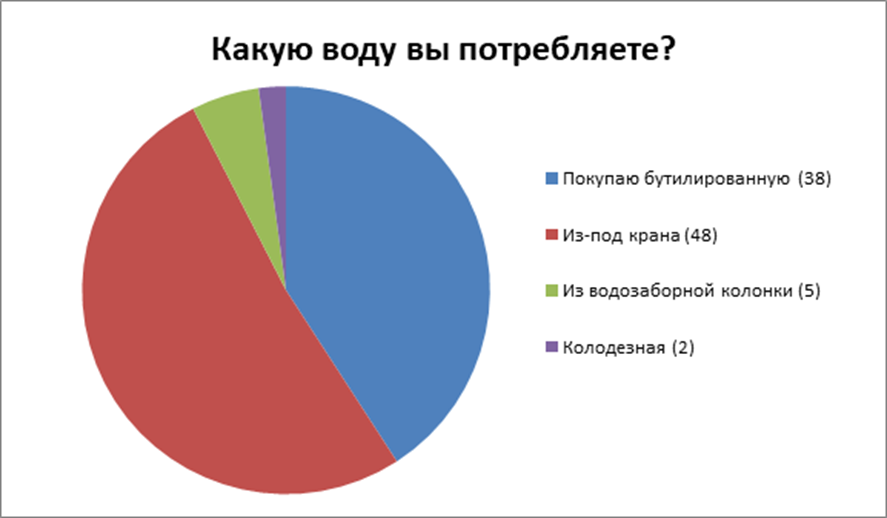 Какую воду вы потребляете?
Покупаю бутилированную (38)
Из-под крана (48)
Из водозаборной колонки (5)
Колодезная (2)